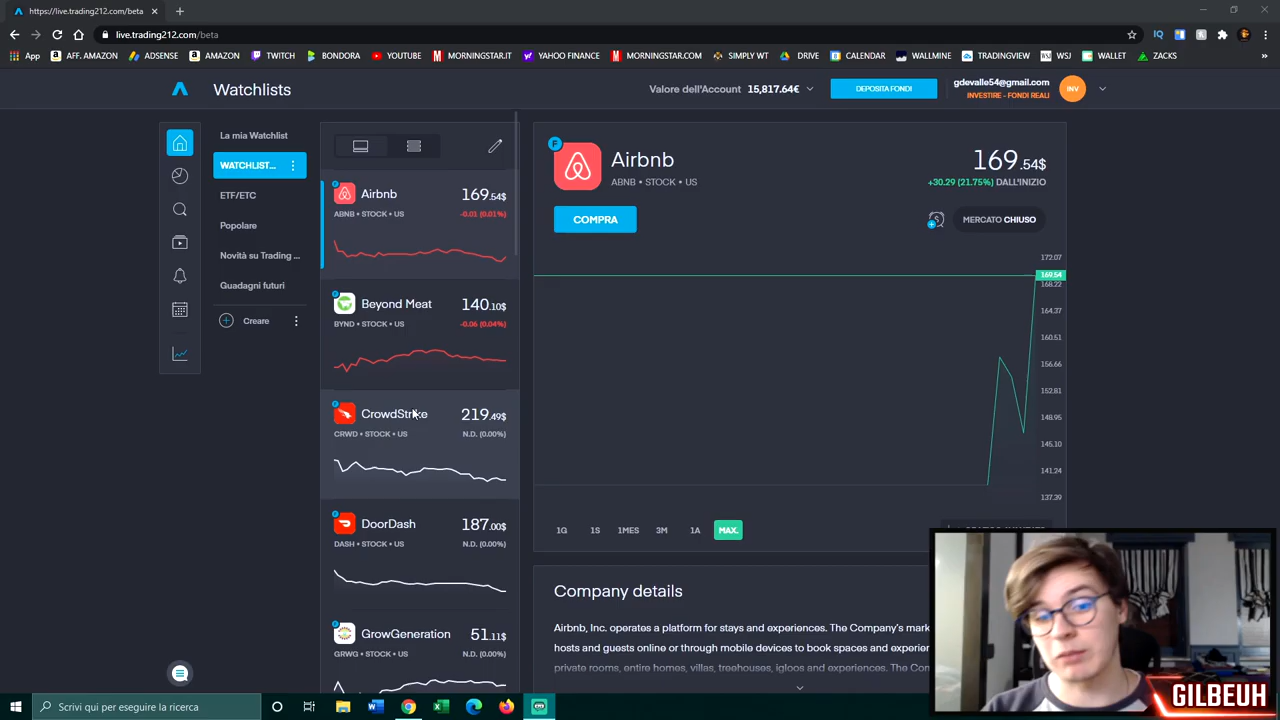 https://live.trading212.com/beta
live.trading212.com/beta
App
AFF. AMAZON
ADSENSE
AMAZON
TWITCH
BONDORA
YOUTUBE
MORNINGSTAR.IT
YAHOO FINANCE
MORNINGSTAR.COM
SIMPLY WT
DRIVE
CALENDAR
WALLMINE
TRADINGVIEW
WSJ
WALLET
ZACKS
Watchlists
Valore dell'Account 15,817.64€
DEPOSITA FONDI
gdevalle54@gmail.com
INVESTIRE - FONDI REALI
INV
La mia Watchlist
WATCHLIST...
ETF/ETC
Popolare
Novità su Trading ...
Guadagni futuri
Creare
Airbnb 169.54$
ABNB • STOCK • US -0.01 (0.01%)
Beyond Meat 140.10$
BYND • STOCK • US -0.06 (0.04%)
CrowdStrike 219.49$
CRWD • STOCK • US N.D. (0.00%)
DoorDash 187.00$
DASH • STOCK • US N.D. (0.00%)
GrowGeneration 51.11$
GRWG • STOCK • US N.D. (0.00%)
F
Airbnb
ABNB • STOCK • US
169.54$
+30.29 (21.75%) DALL'INIZIO
COMPRA
MERCATO CHIUSO
172.07
169.54
168.22
164.37
160.51
156.66
152.81
148.95
145.10
141.24
137.39
1G
1S
1MES
3M
1A
MAX.
Company details
Airbnb, Inc. operates a platform for stays and experiences. The Company's mark
hosts and guests online or through mobile devices to book spaces and experien
private rooms, entire homes, villas, treehouses, igloos and experiences. The Com
GILBEUH
Scrivi qui per eseguire la ricerca